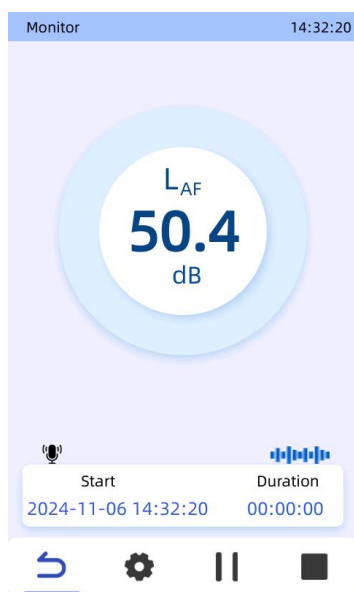 Monitor 14:32:20
LAF
50.4
dB
Start Duration
2024-11-06 14:32:20 00:00:00